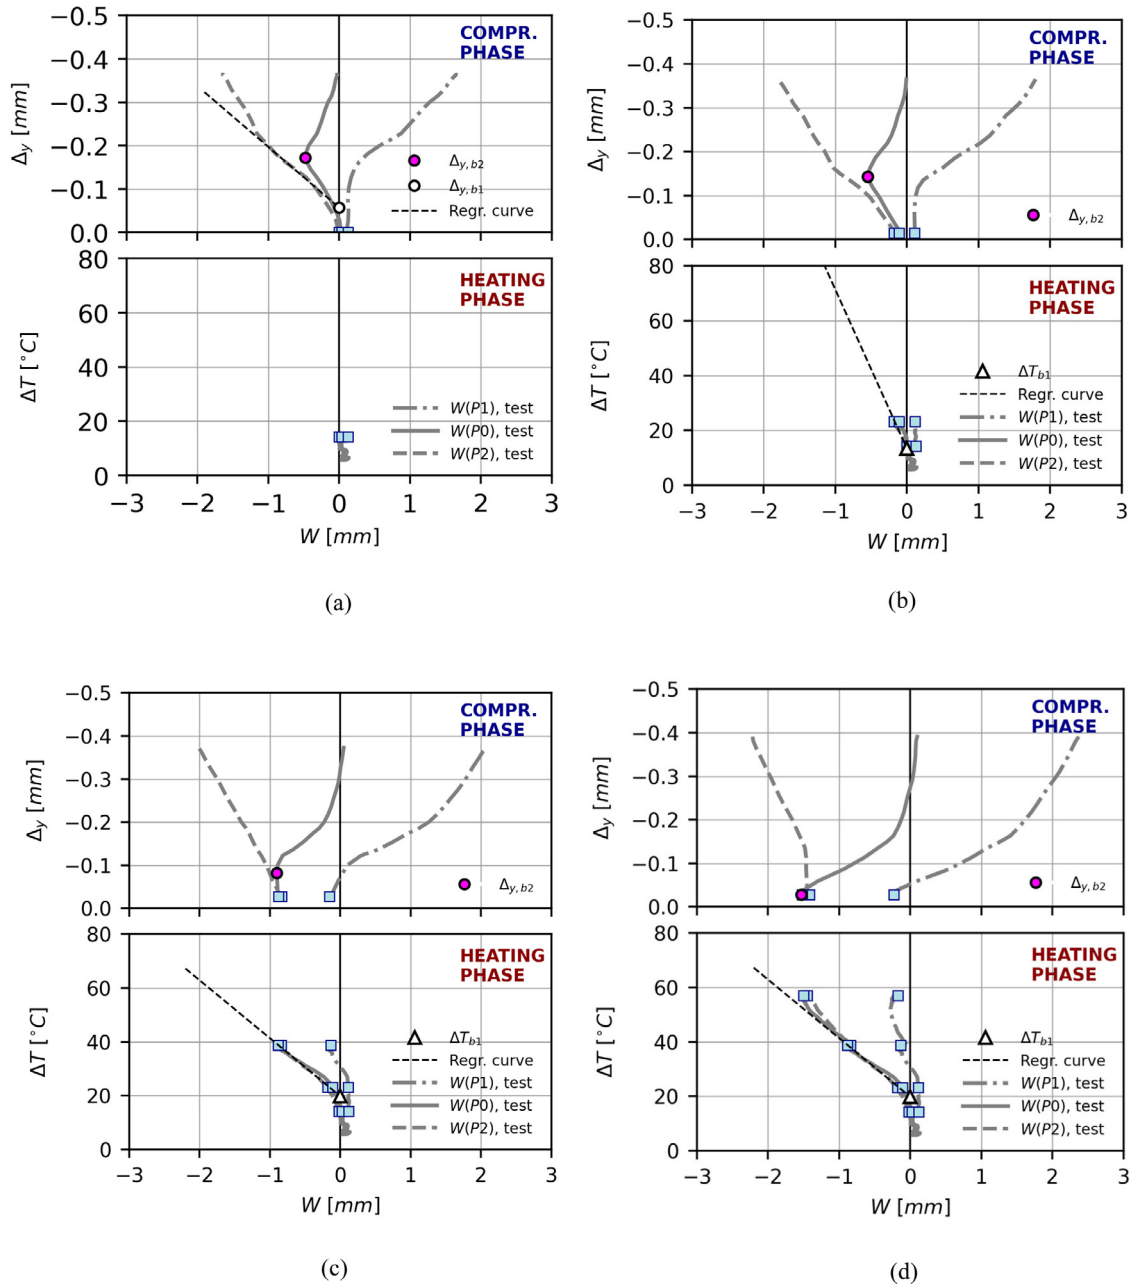 −0.5
−0.4
−0.3
−0.2
−0.1
0.0
Δy [mm]
COMPR.
PHASE
Δy,b2
Δy,b1
Regr. curve
80
60
40
20
0
ΔT [°C]
HEATING
PHASE
W(P1), test
W(P0), test
W(P2), test
−3 −2 −1 0 1 2 3
W [mm]
(a)
−0.5
−0.4
−0.3
−0.2
−0.1
0.0
Δy [mm]
COMPR.
PHASE
Δy,b2
80
60
40
20
0
ΔT [°C]
HEATING
PHASE
ΔTb1
Regr. curve
W(P1), test
W(P0), test
W(P2), test
−3 −2 −1 0 1 2 3
W [mm]
(b)
−0.5
−0.4
−0.3
−0.2
−0.1
0.0
Δy [mm]
COMPR.
PHASE
Δy,b2
80
60
40
20
0
ΔT [°C]
HEATING
PHASE
ΔTb1
Regr. curve
W(P1), test
W(P0), test
W(P2), test
−3 −2 −1 0 1 2 3
W [mm]
(c)
−0.5
−0.4
−0.3
−0.2
−0.1
0.0
Δy [mm]
COMPR.
PHASE
Δy,b2
80
60
40
20
0
ΔT [°C]
HEATING
PHASE
ΔTb1
Regr. curve
W(P1), test
W(P0), test
W(P2), test
−3 −2 −1 0 1 2 3
W [mm]
(d)